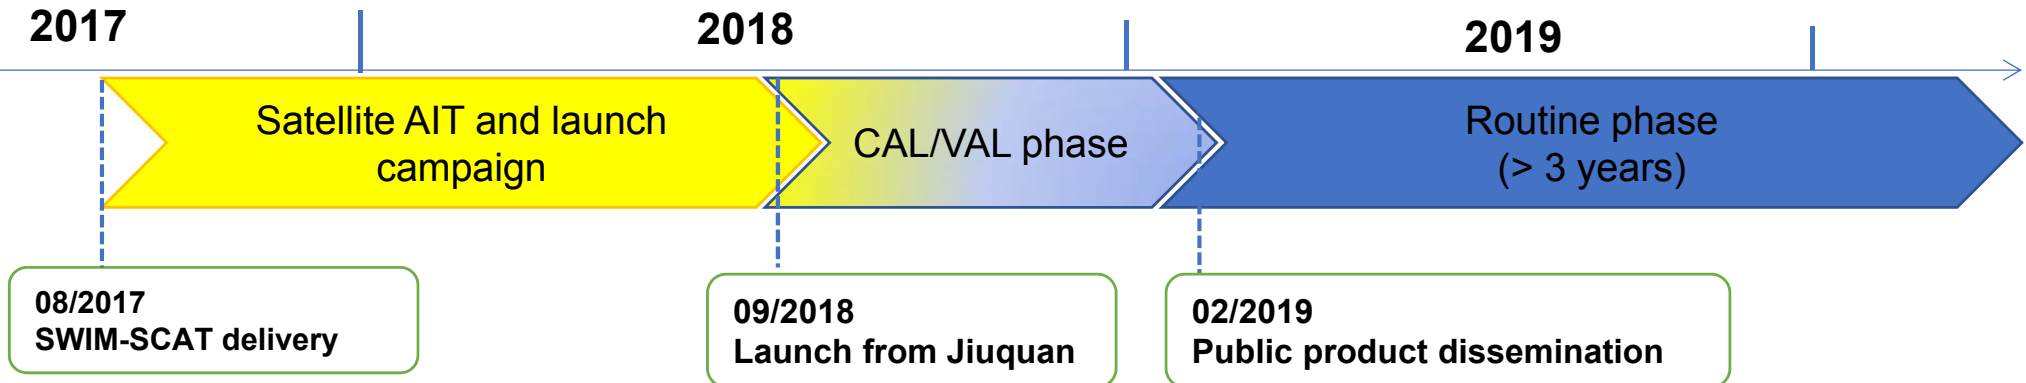 2017
2018
2019
Satellite AIT and launch
campaign
CAL/VAL phase
Routine phase
(> 3 years)
08/2017
SWIM-SCAT delivery
09/2018
Launch from Jiuquan
02/2019
Public product dissemination